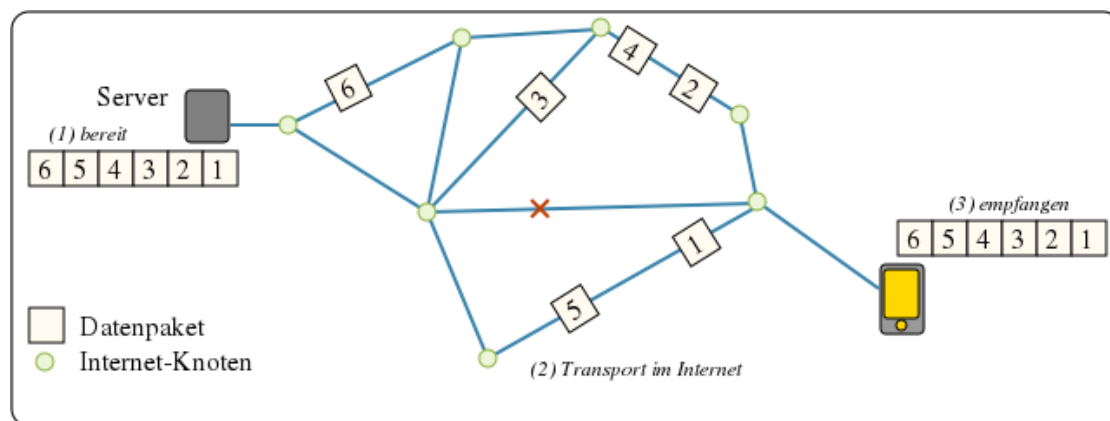 Server
(1) bereit
6 5 4 3 2 1
6
3
4
2
1
5
(2) Transport im Internet
(3) empfangen
6 5 4 3 2 1
Datenpaket
Internet-Knoten